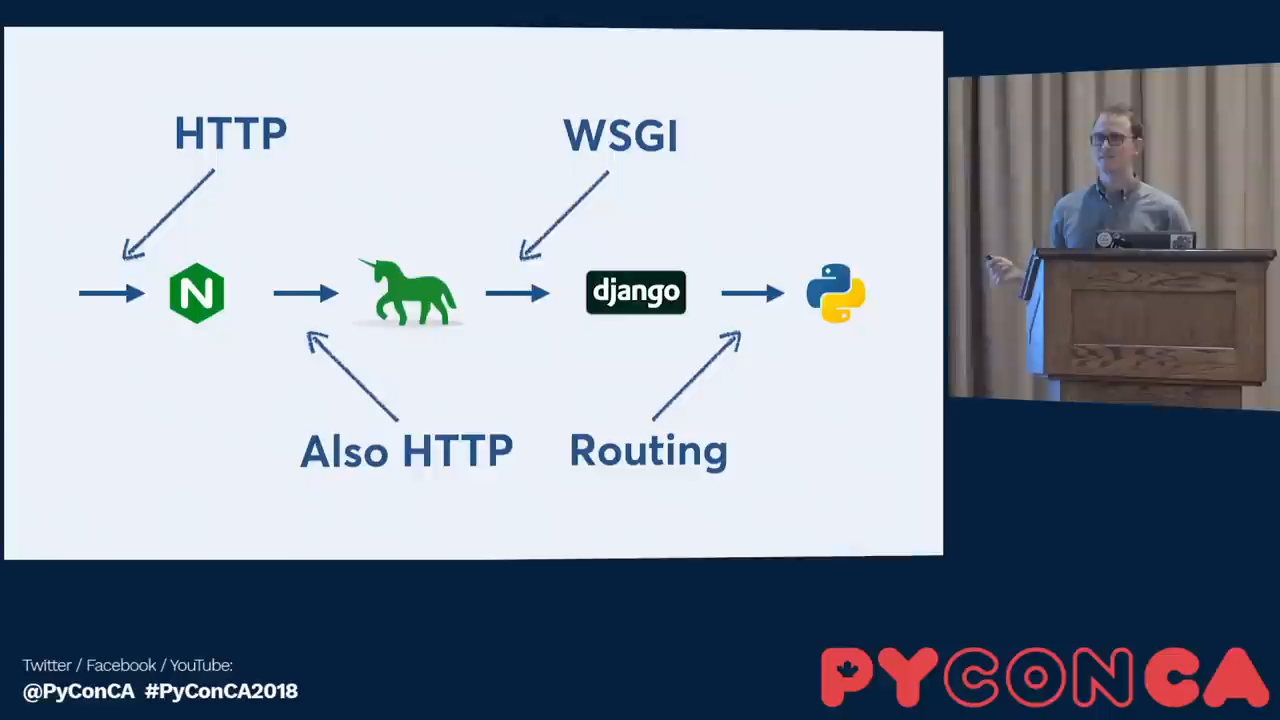 HTTP
WSGI
N
django
Also HTTP
Routing
Twitter / Facebook / YouTube:
@PyConCA #PyConCA2018
PYCONCA